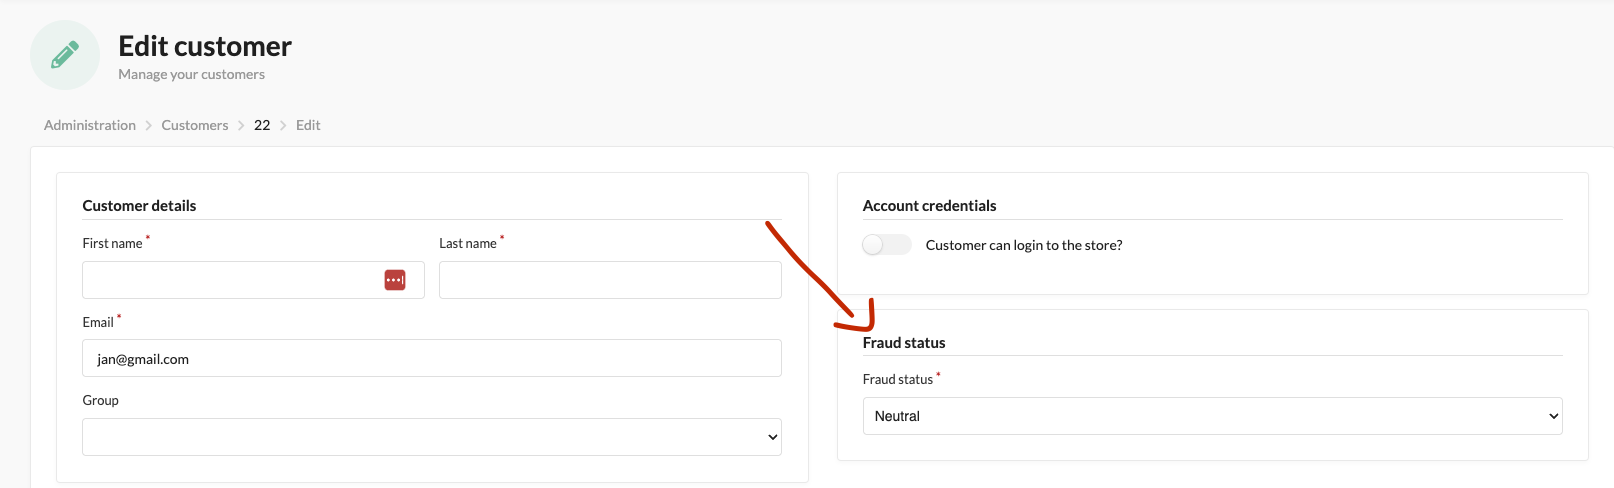 Edit customer
Manage your customers
Administration > Customers > 22 > Edit
Customer details
First name *
Last name *
Email *
jan@gmail.com
Group
Account credentials
Customer can login to the store?
Fraud status
Fraud status *
Neutral